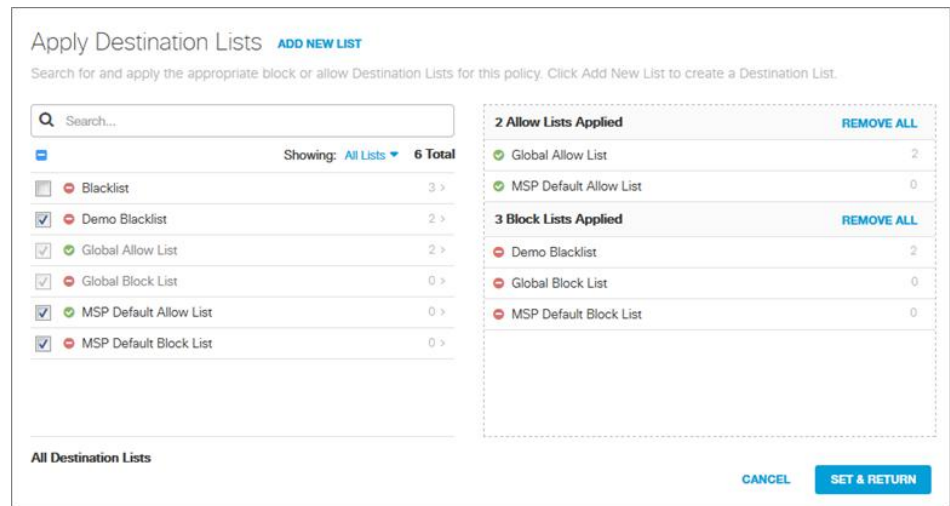 Apply Destination Lists ADD NEW LIST
Search for and apply the appropriate block or allow Destination Lists for this policy. Click Add New List to create a Destination List.
Search...
Showing: All Lists 6 Total
Blacklist 3 >
Demo Blacklist 2 >
Global Allow List 2 >
Global Block List 0 >
MSP Default Allow List 0 >
MSP Default Block List 0 >
All Destination Lists
2 Allow Lists Applied REMOVE ALL
Global Allow List 2
MSP Default Allow List 0
3 Block Lists Applied REMOVE ALL
Demo Blacklist 2
Global Block List 0
MSP Default Block List 0
CANCEL SET & RETURN